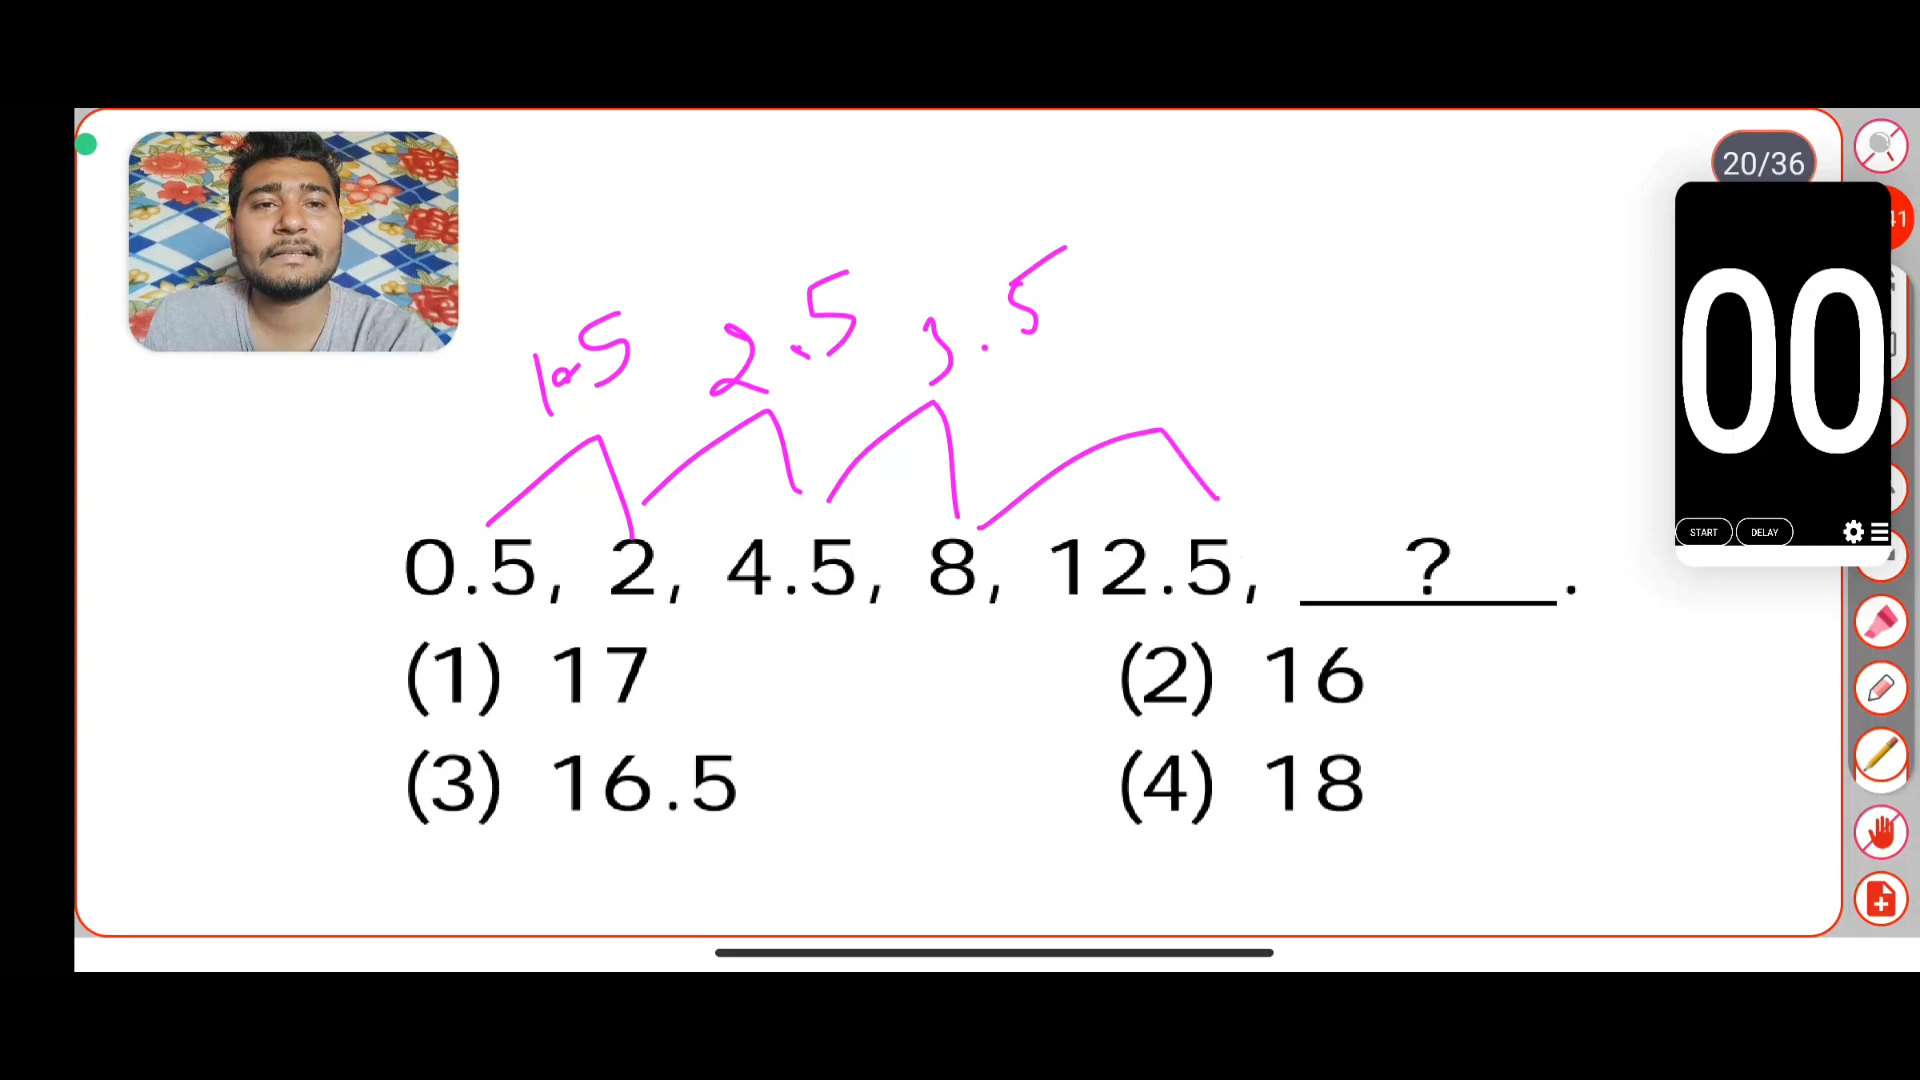 20/36
41
00
START DELAY
1.5 2.5 3.5
0.5, 2, 4.5, 8, 12.5, ? .
(1) 17 (2) 16
(3) 16.5 (4) 18